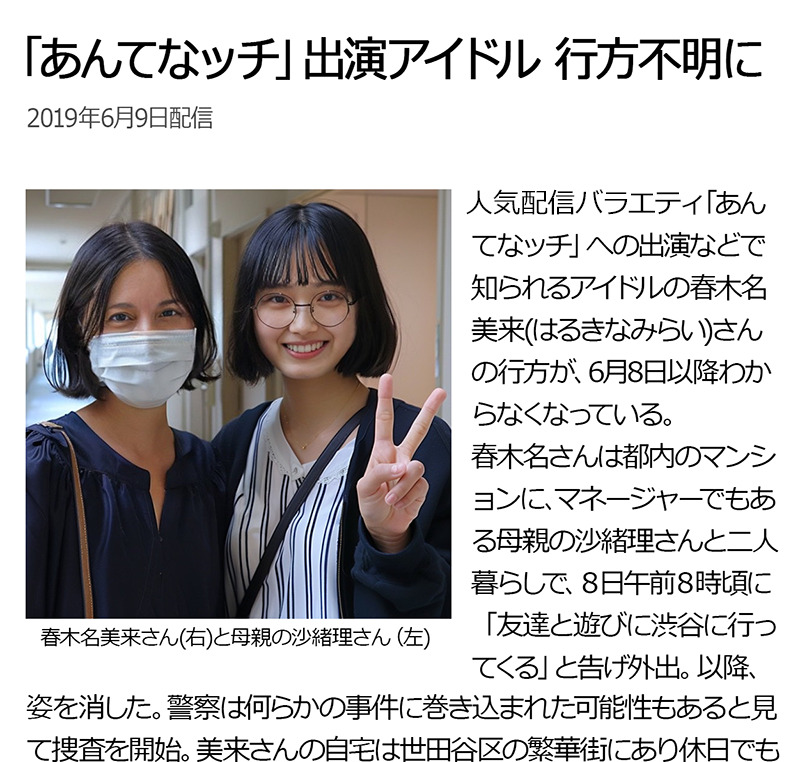 「あんてなッチ」出演アイドル 行方不明に
2019年6月9日配信
人気配信バラエティ「あん
てなッチ」への出演などで
知られるアイドルの春木名
美来(はるきなみらい)さん
の行方が、6月8日以降わか
らなくなっている。
春木名さんは都内のマンシ
ョンに、マネージャーでもあ
る母親の沙緒理さんと二人
暮らしで、８日午前８時頃に
「友達と遊びに渋谷に行っ
てくる」と告げ外出。以降、
春木名美来さん(右)と母親の沙緒理さん（左)
姿を消した。警察は何らかの事件に巻き込まれた可能性もあると見
て捜査を開始。美来さんの自宅は世田谷区の繁華街にあり休日でも